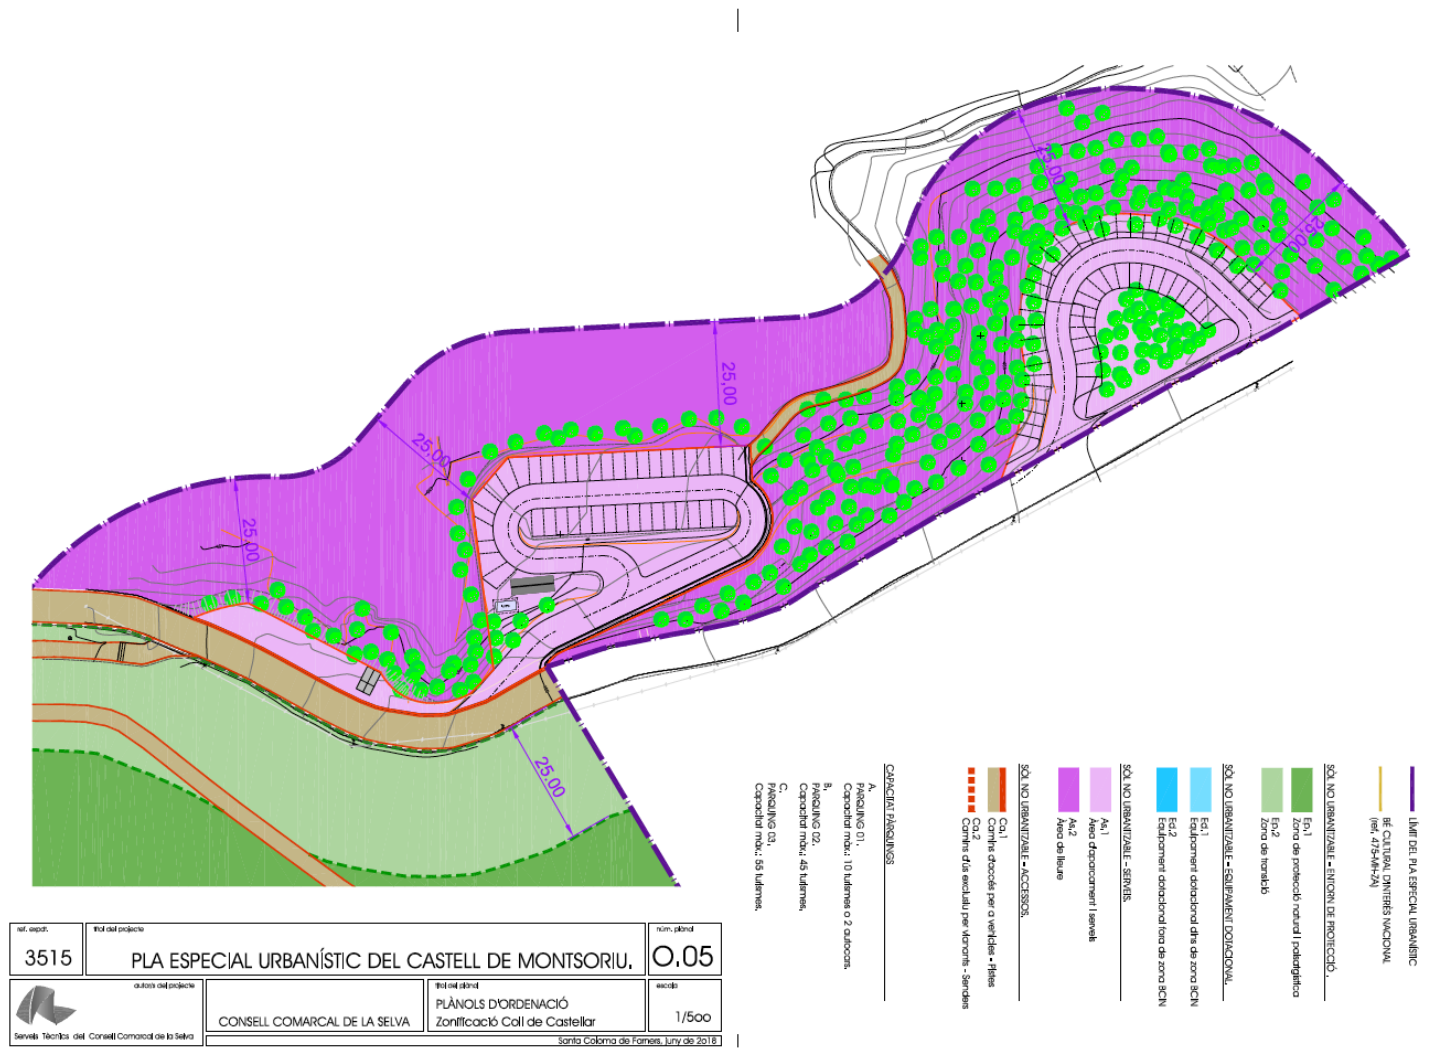 25.00
25.00
25,00
25.00
25.00
25.00
LÍMIT DEL PLA ESPECIAL URBANÍSTIC
BÉ CULTURAL D'INTERÈS NACIONAL
(ref. 475-MH-ZA)
SÒL NO URBANITZABLE - ENTORN DE PROTECCIÓ.
En.1
Zona de protecció natural i paisatgística
En.2
Zona de transició
SÒL NO URBANITZABLE - EQUIPAMENT DOTACIONAL.
Ed.1
Equipament dotacional dins de zona BCIN
Ed.2
Equipament dotacional fora de zona BCIN
SÒL NO URBANITZABLE - SERVEIS.
As.1
Àrea d'aparcament i serveis
As.2
Àrea de lleure
SÒL NO URBANITZABLE - ACCESSOS.
Ca.1
Camins d'accés per a vehicles - Pistes
Ca.2
Camins d'ús exclusiu per vianants - Senders
CAPACITAT PÀRQUINGS
A.
PARQUING 01.
Capacitat màx.: 10 turismes o 2 autocars.
B.
PARQUING 02.
Capacitat màx.: 45 turismes.
C.
PARQUING 03.
Capacitat màx.: 55 turismes.
ref. expdt.
3515
títol del projecte
PLA ESPECIAL URBANÍSTIC DEL CASTELL DE MONTSORIU.
núm. plànol
O.05
autors del projecte
Serveis Tècnics del Consell Comarcal de la Selva
CONSELL COMARCAL DE LA SELVA
títol del plànol
PLÀNOLS D'ORDENACIÓ
Zonificació Coll de Castellar
escala
1/500
Santa Coloma de Farners, juny de 2018